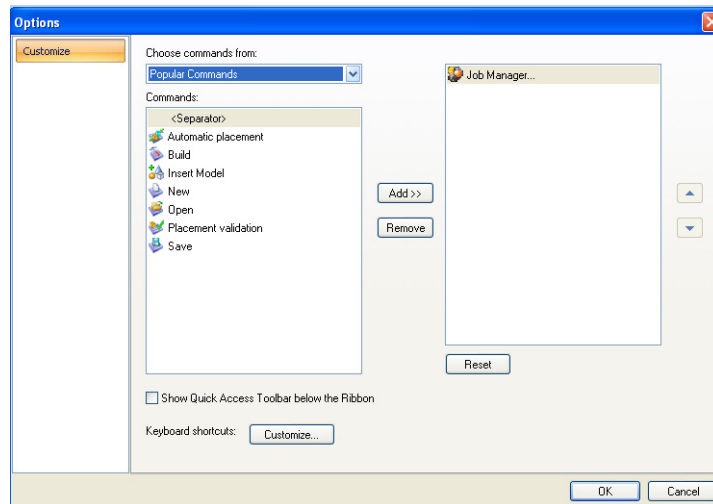 Options
Customize
Choose commands from:
Popular Commands
Commands:
<Separator>
Automatic placement
Build
Insert Model
New
Open
Placement validation
Save
Add >>
Remove
Job Manager...
Reset
Show Quick Access Toolbar below the Ribbon
Keyboard shortcuts: Customize...
OK Cancel